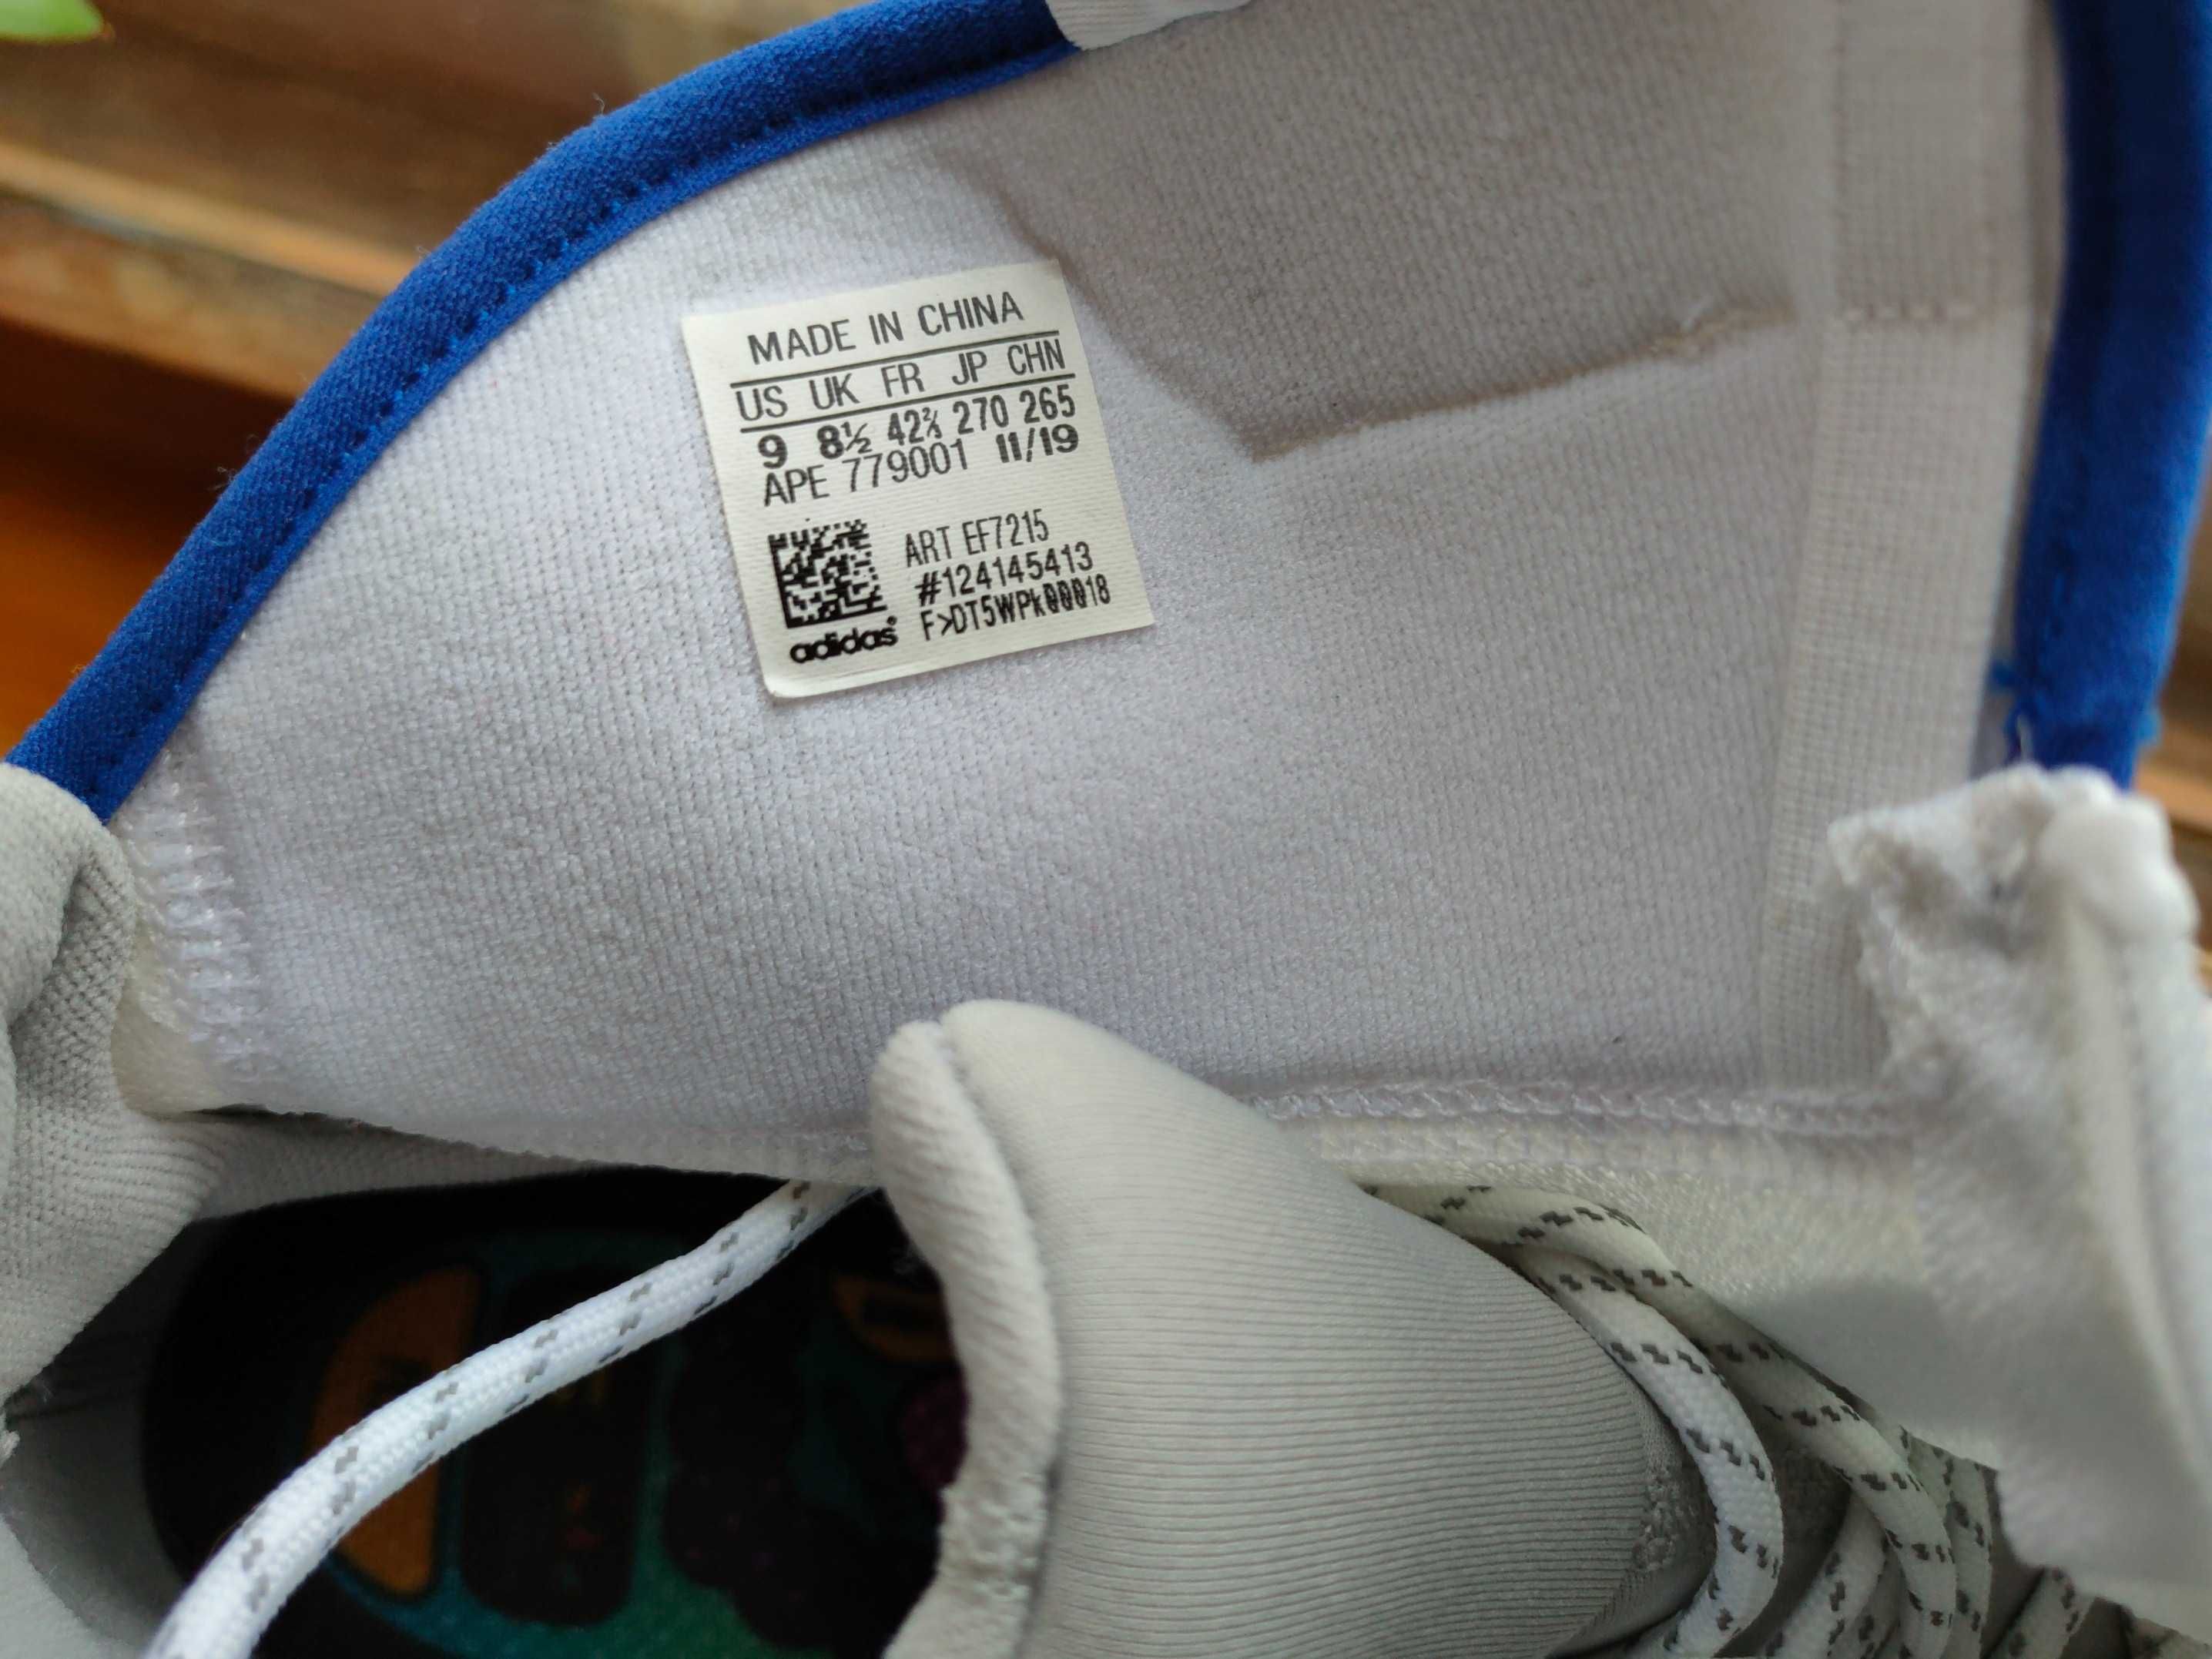 MADE IN CHINA
US UK FR JP CHN
9 8½ 42⅔ 270 265
APE 779001 11/19
ART EF7215
#124145413
adidas®